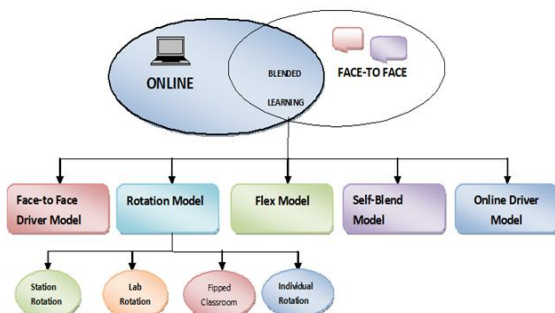 ONLINE
BLENDED
LEARNING
FACE-TO FACE
Face-to Face
Driver Model
Rotation Model
Flex Model
Self-Blend
Model
Online Driver
Model
Station
Rotation
Lab
Rotation
Fipped
Classroom
Individual
Rotation